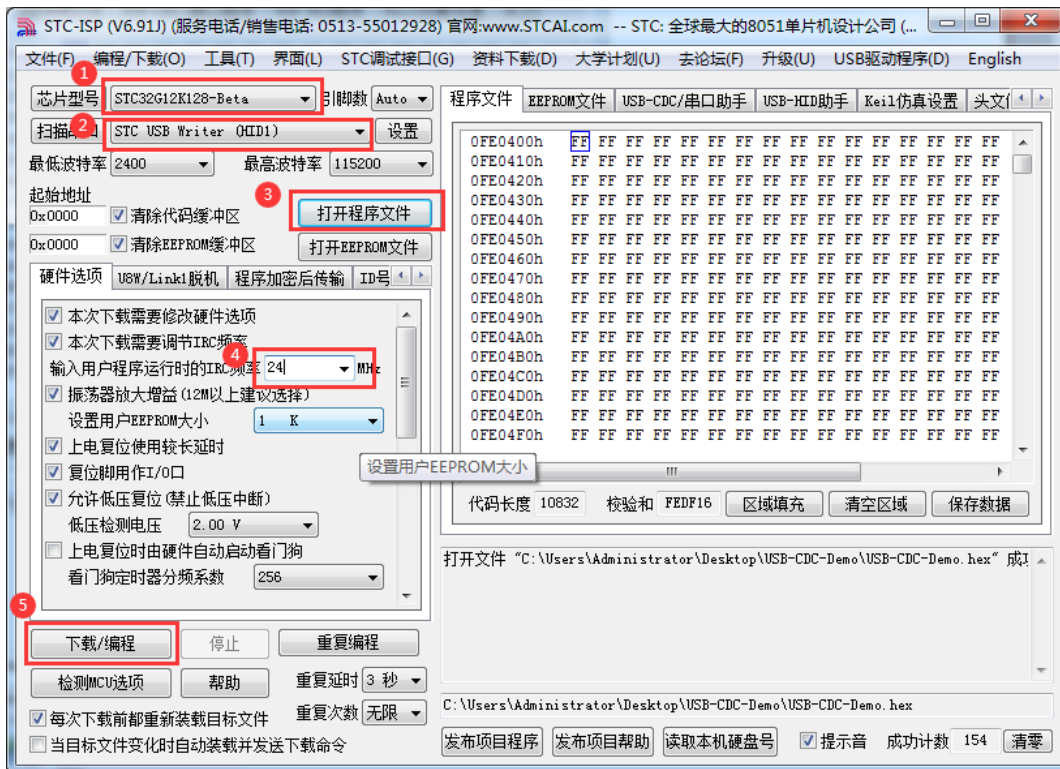 STC-ISP (V6.91J) (服务电话/销售电话: 0513-55012928) 官网:www.STCAI.com -- STC: 全球最大的8051单片机设计公司 (...
文件(F) 编程/下载(O) 工具(T) 界面(L) STC调试接口(G) 资料下载(D) 大学计划(U) 去论坛(F) 升级(U) USB驱动程序(D) English
1
芯片型号 STC32G12K128-Beta 引脚数 Auto
2
扫描 STC USB Writer (HID1) 设置
最低波特率 2400 最高波特率 115200
起始地址
3
0x0000 清除代码缓冲区 打开程序文件
0x0000 清除EEPROM缓冲区 打开EEPROM文件
硬件选项 U8W/Link1脱机 程序加密后传输 ID号
本次下载需要修改硬件选项
本次下载需要调节IRC频率
4
输入用户程序运行时的IRC频率 24 MHz
振荡器放大增益(12M以上建议选择)
设置用户EEPROM大小 1 K
上电复位使用较长延时
复位脚用作I/O口
设置用户EEPROM大小
允许低压复位(禁止低压中断)
低压检测电压 2.00 V
上电复位时由硬件自动启动看门狗
看门狗定时器分频系数 256
5
下载/编程 停止 重复编程
检测MCU选项 帮助 重复延时 3 秒
每次下载前都重新装载目标文件 重复次数 无限
当目标文件变化时自动装载并发送下载命令
程序文件 EEPROM文件 USB-CDC/串口助手 USB-HID助手 Keil仿真设置 头文
0FE0400h FF FF FF FF FF FF FF FF FF FF FF FF FF FF FF FF
0FE0410h FF FF FF FF FF FF FF FF FF FF FF FF FF FF FF FF
0FE0420h FF FF FF FF FF FF FF FF FF FF FF FF FF FF FF FF
0FE0430h FF FF FF FF FF FF FF FF FF FF FF FF FF FF FF FF
0FE0440h FF FF FF FF FF FF FF FF FF FF FF FF FF FF FF FF
0FE0450h FF FF FF FF FF FF FF FF FF FF FF FF FF FF FF FF
0FE0460h FF FF FF FF FF FF FF FF FF FF FF FF FF FF FF FF
0FE0470h FF FF FF FF FF FF FF FF FF FF FF FF FF FF FF FF
0FE0480h FF FF FF FF FF FF FF FF FF FF FF FF FF FF FF FF
0FE0490h FF FF FF FF FF FF FF FF FF FF FF FF FF FF FF FF
0FE04A0h FF FF FF FF FF FF FF FF FF FF FF FF FF FF FF FF
0FE04B0h FF FF FF FF FF FF FF FF FF FF FF FF FF FF FF FF
0FE04C0h FF FF FF FF FF FF FF FF FF FF FF FF FF FF FF FF
0FE04D0h FF FF FF FF FF FF FF FF FF FF FF FF FF FF FF FF
0FE04E0h FF FF FF FF FF FF FF FF FF FF FF FF FF FF FF FF
0FE04F0h FF FF FF FF FF FF FF FF FF FF FF FF FF FF FF FF
代码长度 10832 校验和 FEDF16 区域填充 清空区域 保存数据
打开文件 “C:\Users\Administrator\Desktop\USB-CDC-Demo\USB-CDC-Demo.hex” 成
C:\Users\Administrator\Desktop\USB-CDC-Demo\USB-CDC-Demo.hex
发布项目程序 发布项目帮助 读取本机硬盘号 提示音 成功计数 154 清零